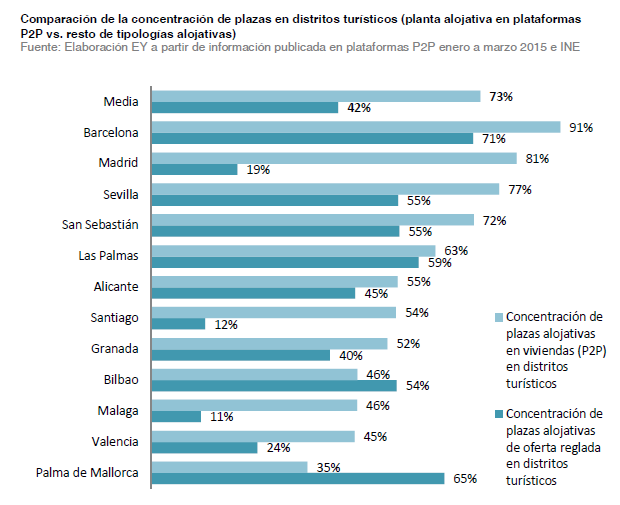 Comparación de la concentración de plazas en distritos turísticos (planta alojativa en plataformas
P2P vs. resto de tipologías alojativas)
Fuente: Elaboración EY a partir de información publicada en plataformas P2P enero a marzo 2015 e INE
Media
73%
42%
Barcelona
91%
71%
Madrid
81%
19%
Sevilla
77%
55%
San Sebastián
72%
55%
Las Palmas
63%
59%
Alicante
55%
45%
Santiago
54%
12%
Granada
52%
40%
Bilbao
46%
54%
Malaga
46%
11%
Valencia
45%
24%
Palma de Mallorca
35%
65%
Concentración de
plazas alojativas
en viviendas (P2P)
en distritos
turísticos
Concentración de
plazas alojativas
de oferta reglada
en distritos
turísticos